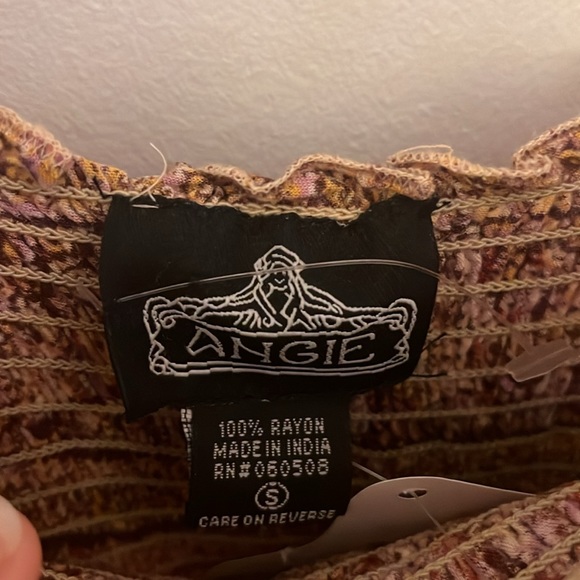 ANGIE
100% RAYON
MADE IN INDIA
RN#060508
S
CARE ON REVERSE